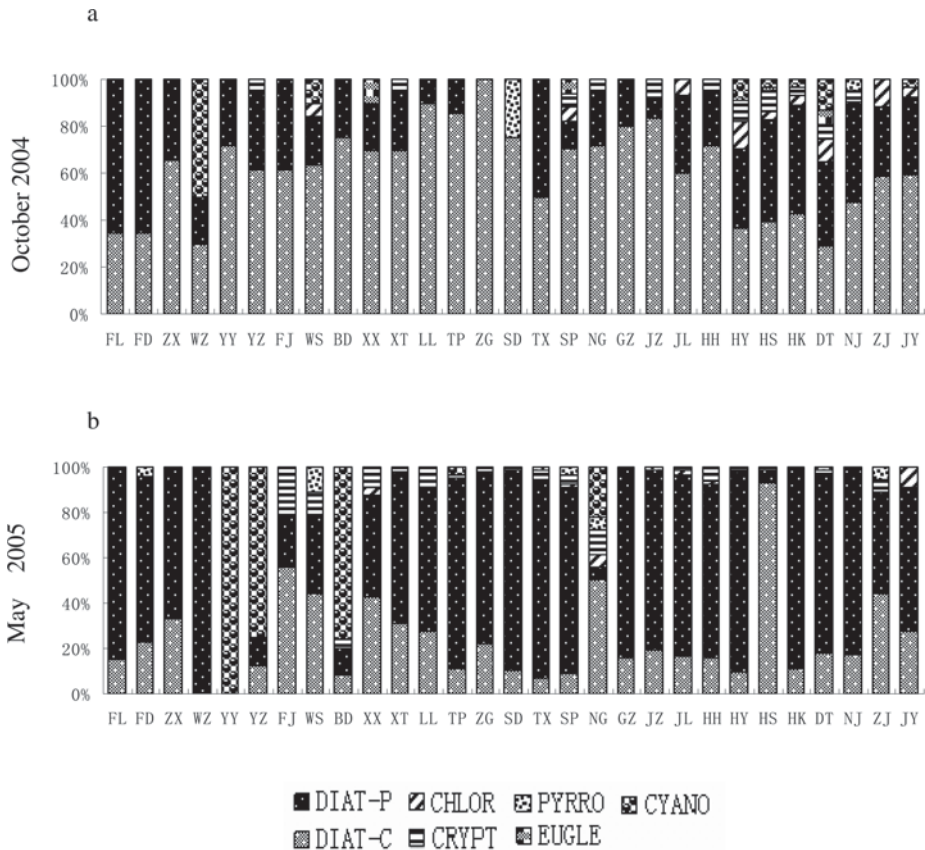 a
October 2004
100%
80%
60%
40%
20%
0%
FL FD ZX WZ YY YZ FJ WS BD XX XT LL TP ZG SD TX SP NG GZ JZ JL HH HY HS HK DT NJ ZJ JY
b
May 2005
100%
80%
60%
40%
20%
0%
FL FD ZX WZ YY YZ FJ WS BD XX XT LL TP ZG SD TX SP NG GZ JZ JL HH HY HS HK DT NJ ZJ JY
DIAT-P CHLOR PYRRO CYANO
DIAT-C CRYPT EUGLE